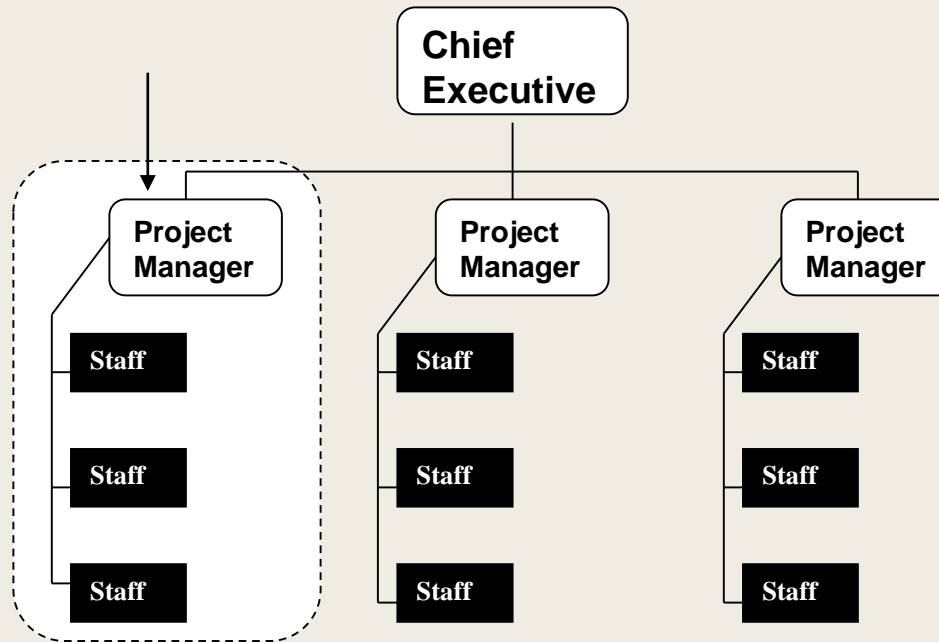 Chief
Executive
Project
Manager
Project
Manager
Project
Manager
Staff
Staff
Staff
Staff
Staff
Staff
Staff
Staff
Staff